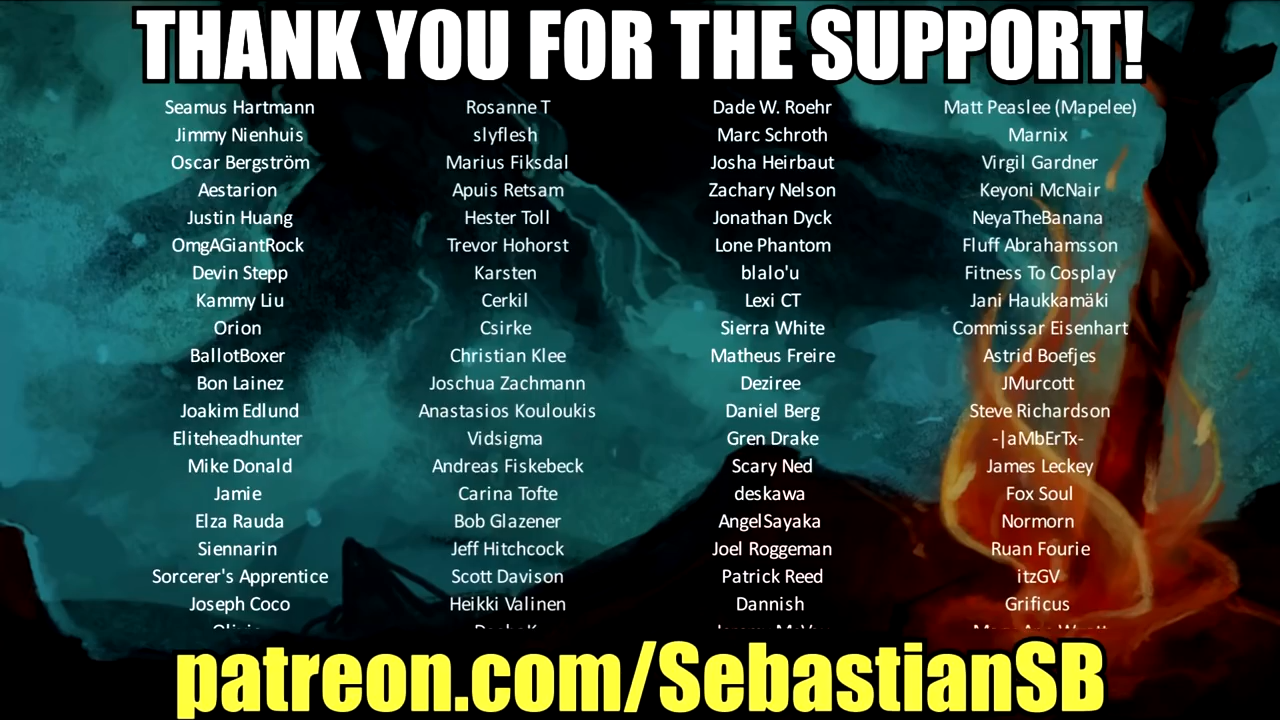 THANK YOU FOR THE SUPPORT!
Seamus Hartmann
Jimmy Nienhuis
Oscar Bergström
Aestarion
Justin Huang
OmgAGiantRock
Devin Stepp
Kammy Liu
Orion
BallotBoxer
Bon Lainez
Joakim Edlund
Eliteheadhunter
Mike Donald
Jamie
Elza Rauda
Siennarin
Sorcerer's Apprentice
Joseph Coco
Rosanne T
slyflesh
Marius Fiksdal
Apuis Retsam
Hester Toll
Trevor Hohorst
Karsten
Cerkil
Csirke
Christian Klee
Joschua Zachmann
Anastasios Kouloukis
Vidsigma
Andreas Fiskebeck
Carina Tofte
Bob Glazener
Jeff Hitchcock
Scott Davison
Heikki Valinen
Dade W. Roehr
Marc Schroth
Josha Heirbaut
Zachary Nelson
Jonathan Dyck
Lone Phantom
blalo'u
Lexi CT
Sierra White
Matheus Freire
Deziree
Daniel Berg
Gren Drake
Scary Ned
deskawa
AngelSayaka
Joel Roggeman
Patrick Reed
Dannish
Matt Peaslee (Mapelee)
Marnix
Virgil Gardner
Keyoni McNair
NeyaTheBanana
Fluff Abrahamsson
Fitness To Cosplay
Jani Haukkamäki
Commissar Eisenhart
Astrid Boefjes
JMurcott
Steve Richardson
-|aMbErTx-
James Leckey
Fox Soul
Normorn
Ruan Fourie
itzGV
Grificus
patreon.com/SebastianSB